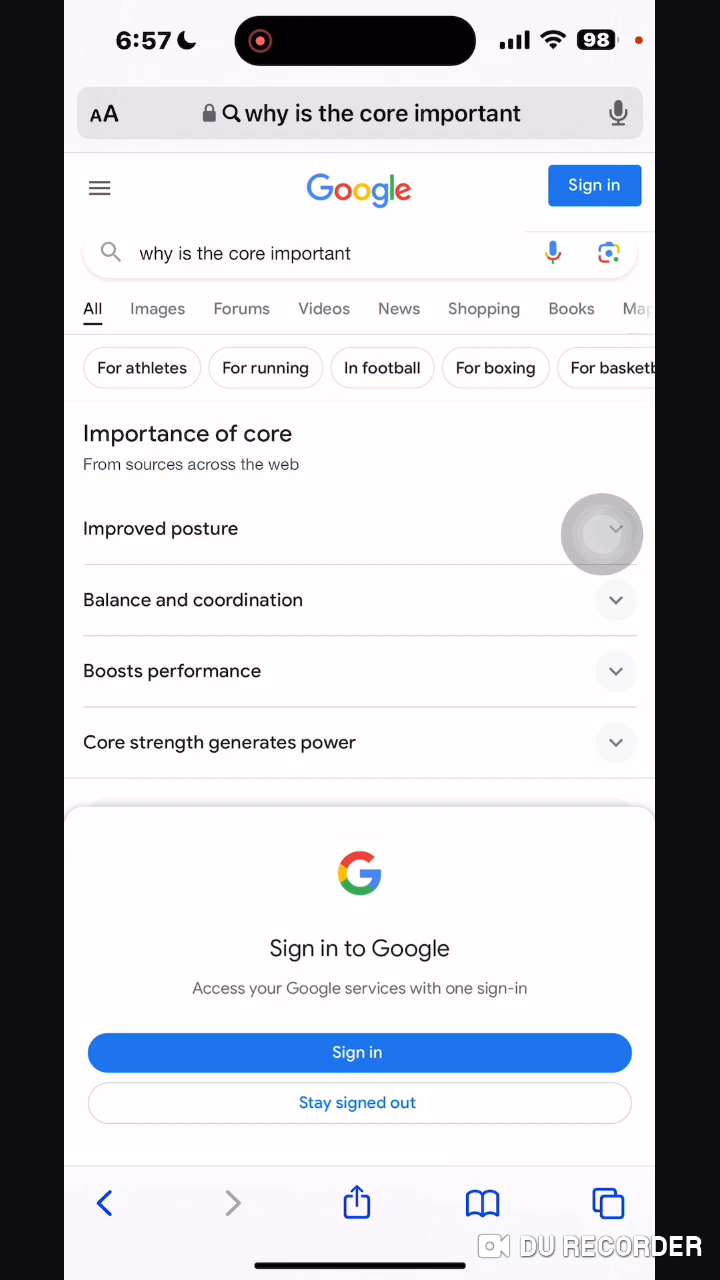 6:57
98
AA why is the core important
Google
Sign in
why is the core important
All Images Forums Videos News Shopping Books Map
For athletes For running In football For boxing For basketb
Importance of core
From sources across the web
Improved posture
Balance and coordination
Boosts performance
Core strength generates power
G
Sign in to Google
Access your Google services with one sign-in
Sign in
Stay signed out
DU RECORDER